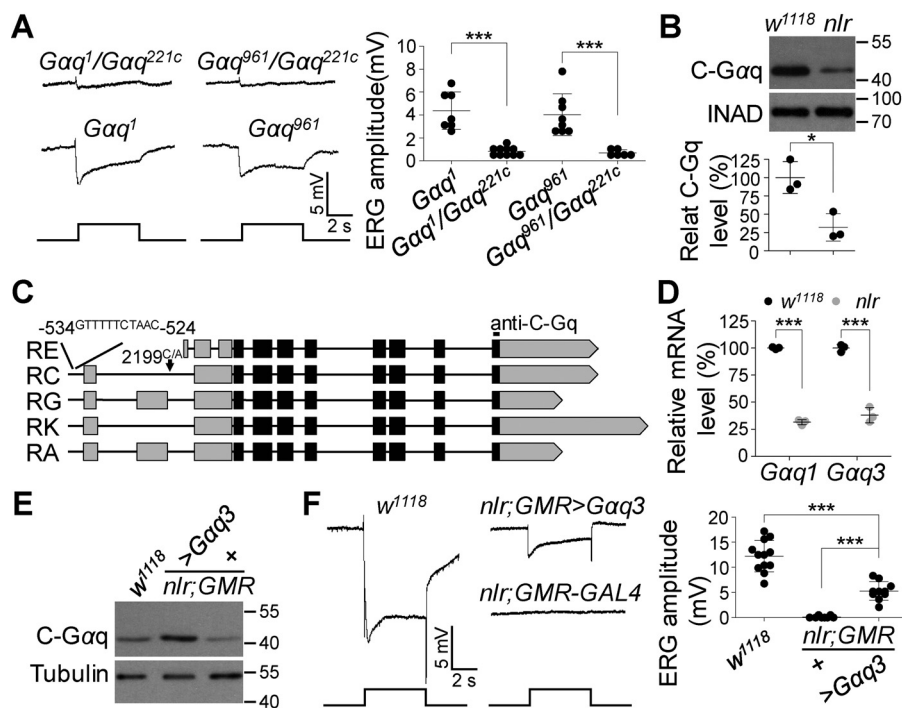 A
Gαq1/Gαq221c
Gαq961/Gαq221c
Gαq1
Gαq961
5 mV
2 s
ERG amplitude(mV)
10
8
6
4
2
0
***
***
Gαq1
Gαq1/Gαq221c
Gαq961
Gαq961/Gαq221c
B
w1118
nlr
C-Gαq
55
40
INAD
100
70
Relat C-Gq
level (%)
125
100
75
50
25
0
*
C
-534GTTTTTCTAAC-524
2199C/A
anti-C-Gq
RE
RC
RG
RK
RA
D
w1118
nlr
Relative mRNA
level (%)
125
100
75
50
25
0
***
***
Gαq1
Gαq3
E
w1118
>Gαq3
+
nlr;GMR
C-Gαq
55
40
Tubulin
55
40
F
w1118
nlr;GMR>Gαq3
nlr;GMR-GAL4
5 mV
2 s
ERG amplitude
(mV)
20
15
10
5
0
***
***
w1118
nlr;GMR
+
>Gαq3